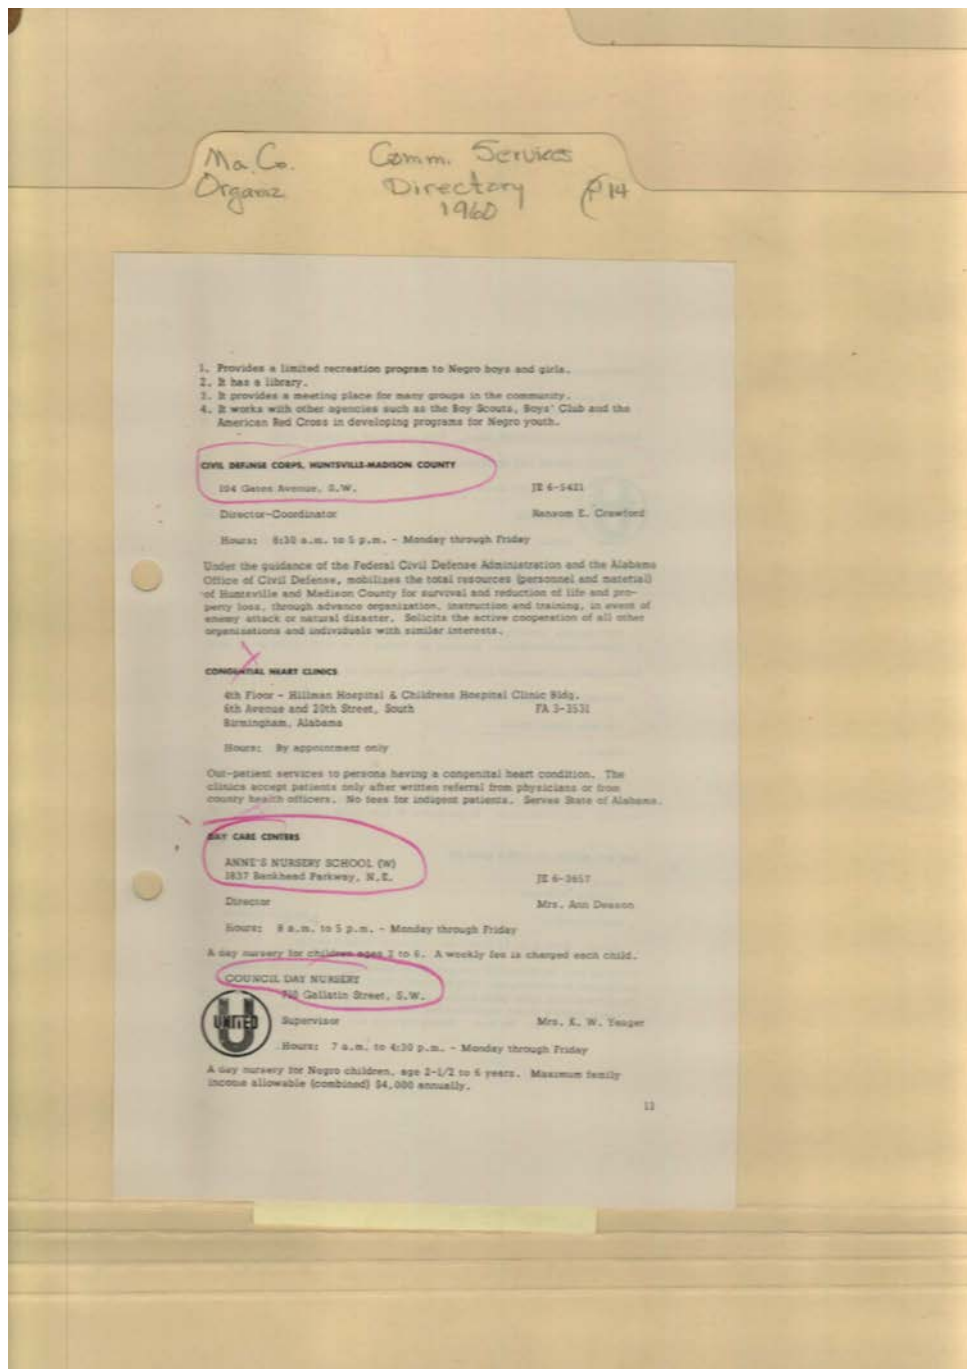 Ma. Co. Comm. Services
Organiz Directory P14
1960
1. Provides a limited recreation program to Negro boys and girls.
2. It has a library.
3. It provides a meeting place for many groups in the community.
4. It works with other agencies such as the Boy Scouts, Boys' Club and the
American Red Cross in developing programs for Negro youth.
CIVIL DEFENSE CORPS, HUNTSVILLE-MADISON COUNTY
104 Gates Avenue, S.W. JE 6-5421
Director-Coordinator Ransom E. Crawford
Hours: 8:30 a.m. to 5 p.m. - Monday through Friday
Under the guidance of the Federal Civil Defense Administration and the Alabama
Office of Civil Defense, mobilizes the total resources (personnel and material)
of Huntsville and Madison County for survival and reduction of life and pro-
perty loss, through advance organization, instruction and training, in event of
enemy attack or natural disaster. Solicits the active cooperation of all other
organizations and individuals with similar interests.
CONGENITAL HEART CLINICS
4th Floor - Hillman Hospital & Childrens Hospital Clinic Bldg.
6th Avenue and 20th Street, South FA 3-3531
Birmingham, Alabama
Hours: By appointment only
Out-patient services to persons having a congenital heart condition. The
clinics accept patients only after written referral from physicians or from
county health officers. No fees for indigent patients. Serves State of Alabama.
DAY CARE CENTERS
ANNE'S NURSERY SCHOOL (W)
1837 Bankhead Parkway, N.E. JE 6-3657
Director Mrs. Ann Deason
Hours: 8 a.m. to 5 p.m. - Monday through Friday
A day nursery for children ages 2 to 6. A weekly fee is charged each child.
COUNCIL DAY NURSERY
Gallatin Street, S.W.
UNITED
Supervisor Mrs. K. W. Yeager
Hours: 7 a.m. to 4:30 p.m. - Monday through Friday
A day nursery for Negro children, age 2-1/2 to 6 years. Maximum family
income allowable (combined) $4,000 annually.